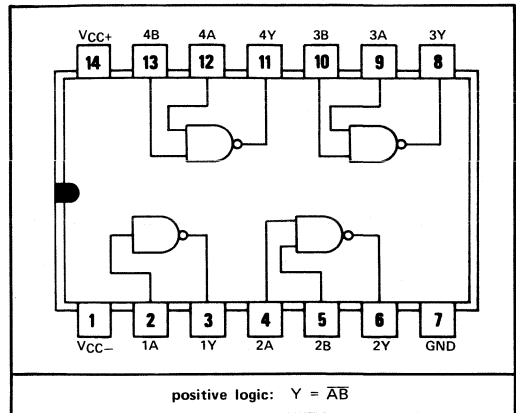 VCC+ 4B 4A 4Y 3B 3A 3Y
14 13 12 11 10 9 8
1 2 3 4 5 6 7
VCC− 1A 1Y 2A 2B 2Y GND
positive logic: Y = A̅B̅